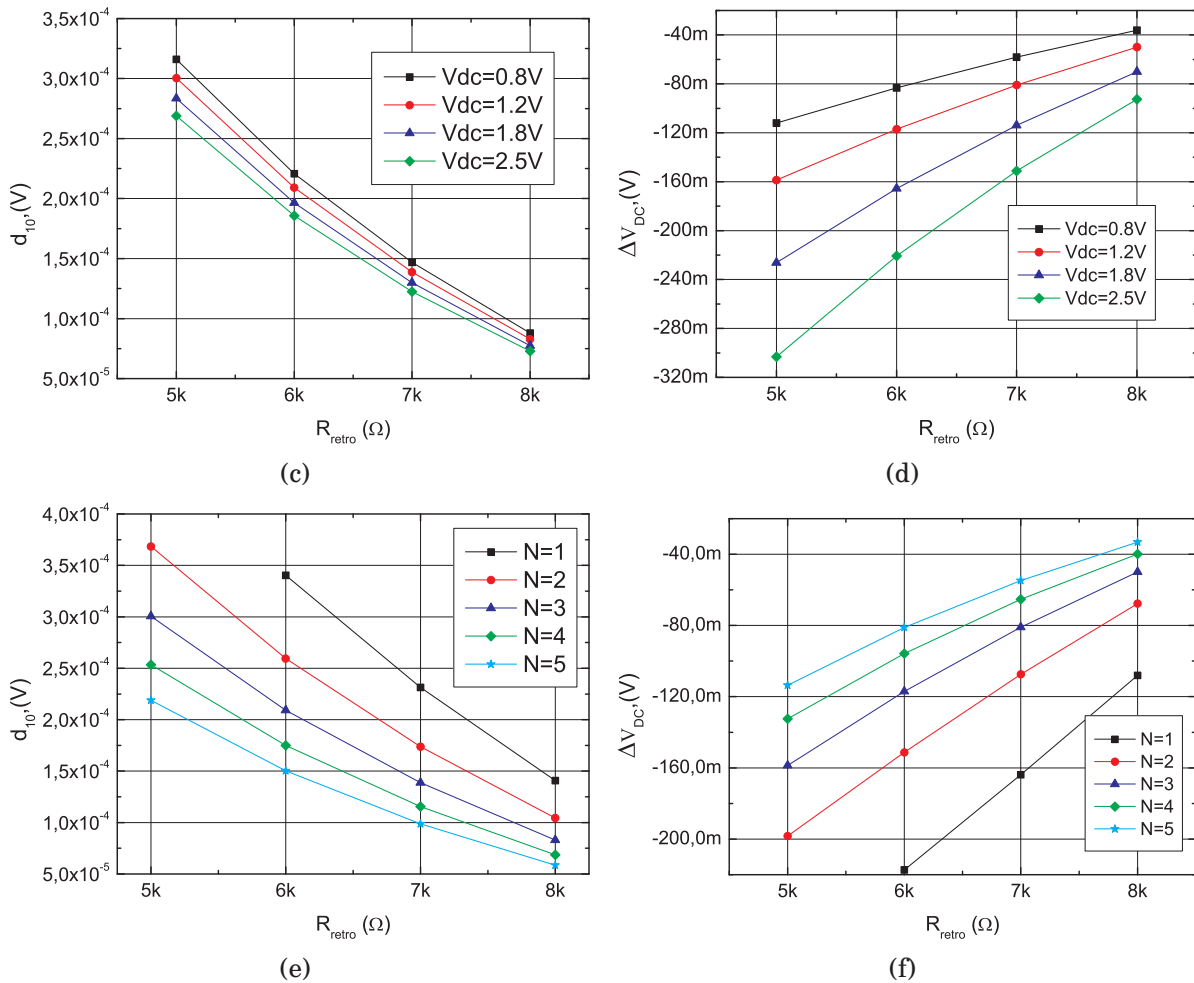 3,5x10⁻⁴
3,0x10⁻⁴
2,5x10⁻⁴
2,0x10⁻⁴
1,5x10⁻⁴
1,0x10⁻⁴
5,0x10⁻⁵
d₁₀,(V)
Vdc=0.8V
Vdc=1.2V
Vdc=1.8V
Vdc=2.5V
5k 6k 7k 8k
R_retro (Ω)
(c)
-40m
-80m
-120m
-160m
-200m
-240m
-280m
-320m
ΔV_DC,(V)
Vdc=0.8V
Vdc=1.2V
Vdc=1.8V
Vdc=2.5V
5k 6k 7k 8k
R_retro (Ω)
(d)
4,0x10⁻⁴
3,5x10⁻⁴
3,0x10⁻⁴
2,5x10⁻⁴
2,0x10⁻⁴
1,5x10⁻⁴
1,0x10⁻⁴
5,0x10⁻⁵
d₁₀,(V)
N=1
N=2
N=3
N=4
N=5
5k 6k 7k 8k
R_retro (Ω)
(e)
-40,0m
-80,0m
-120,0m
-160,0m
-200,0m
ΔV_DC,(V)
N=1
N=2
N=3
N=4
N=5
5k 6k 7k 8k
R_retro (Ω)
(f)